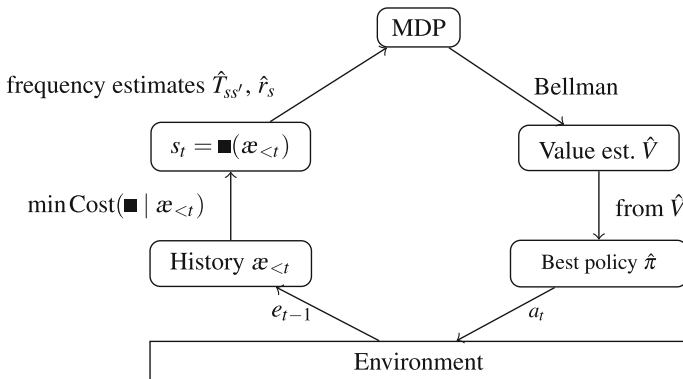 MDP
frequency estimates T̂ₛₛ′, r̂ₛ
Bellman
sₜ = ■(æ<ₜ)
Value est. V̂
min Cost(■ | æ<ₜ)
from V̂
History æ<ₜ
Best policy π̂
eₜ₋₁
aₜ
Environment